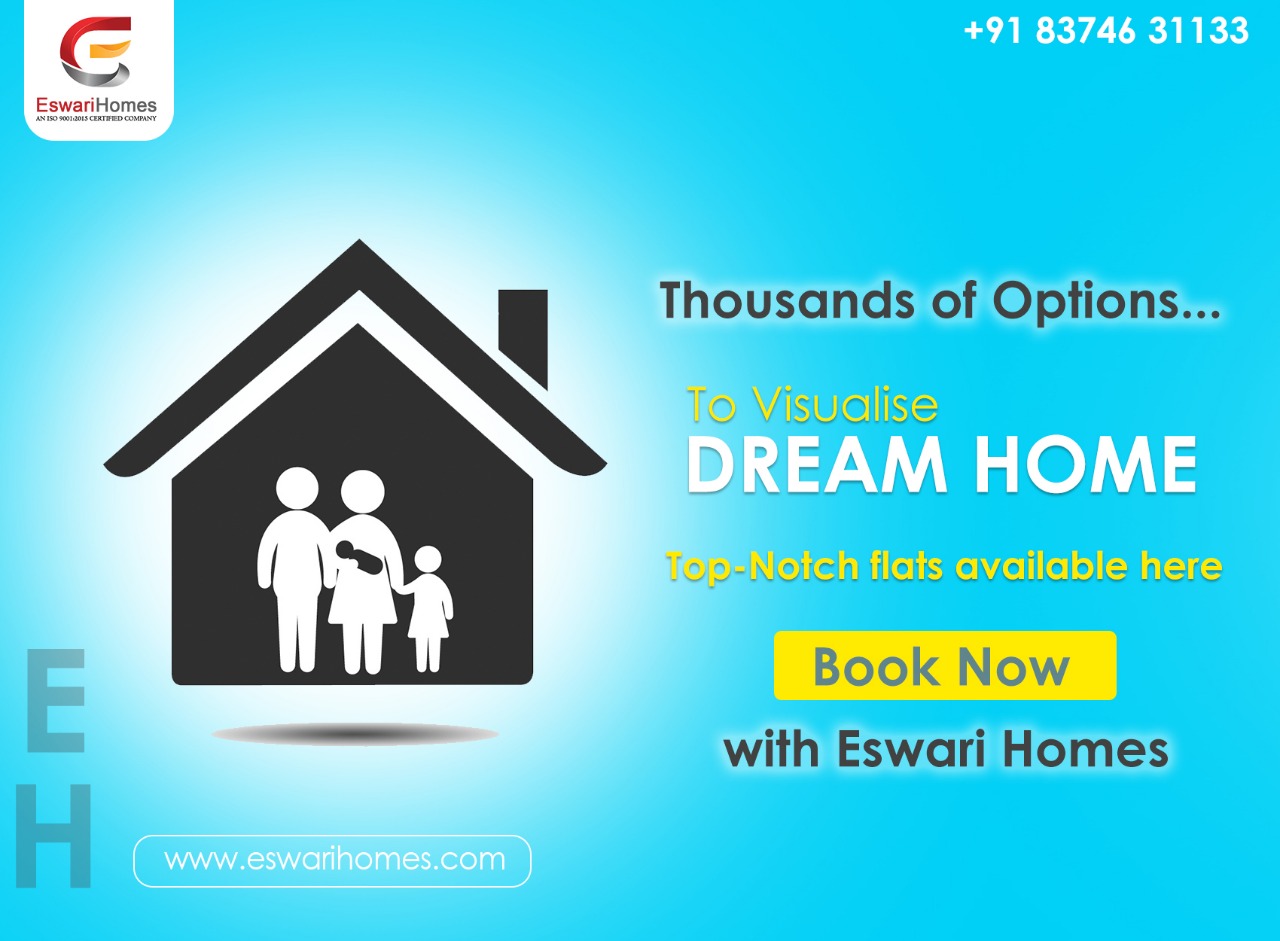 EswariHomes
AN ISO 9001:2015 CERTIFIED COMPANY
+91 83746 31133
Thousands of Options...
To Visualise
DREAM HOME
Top-Notch flats available here
Book Now
with Eswari Homes
E
H
www.eswarihomes.com